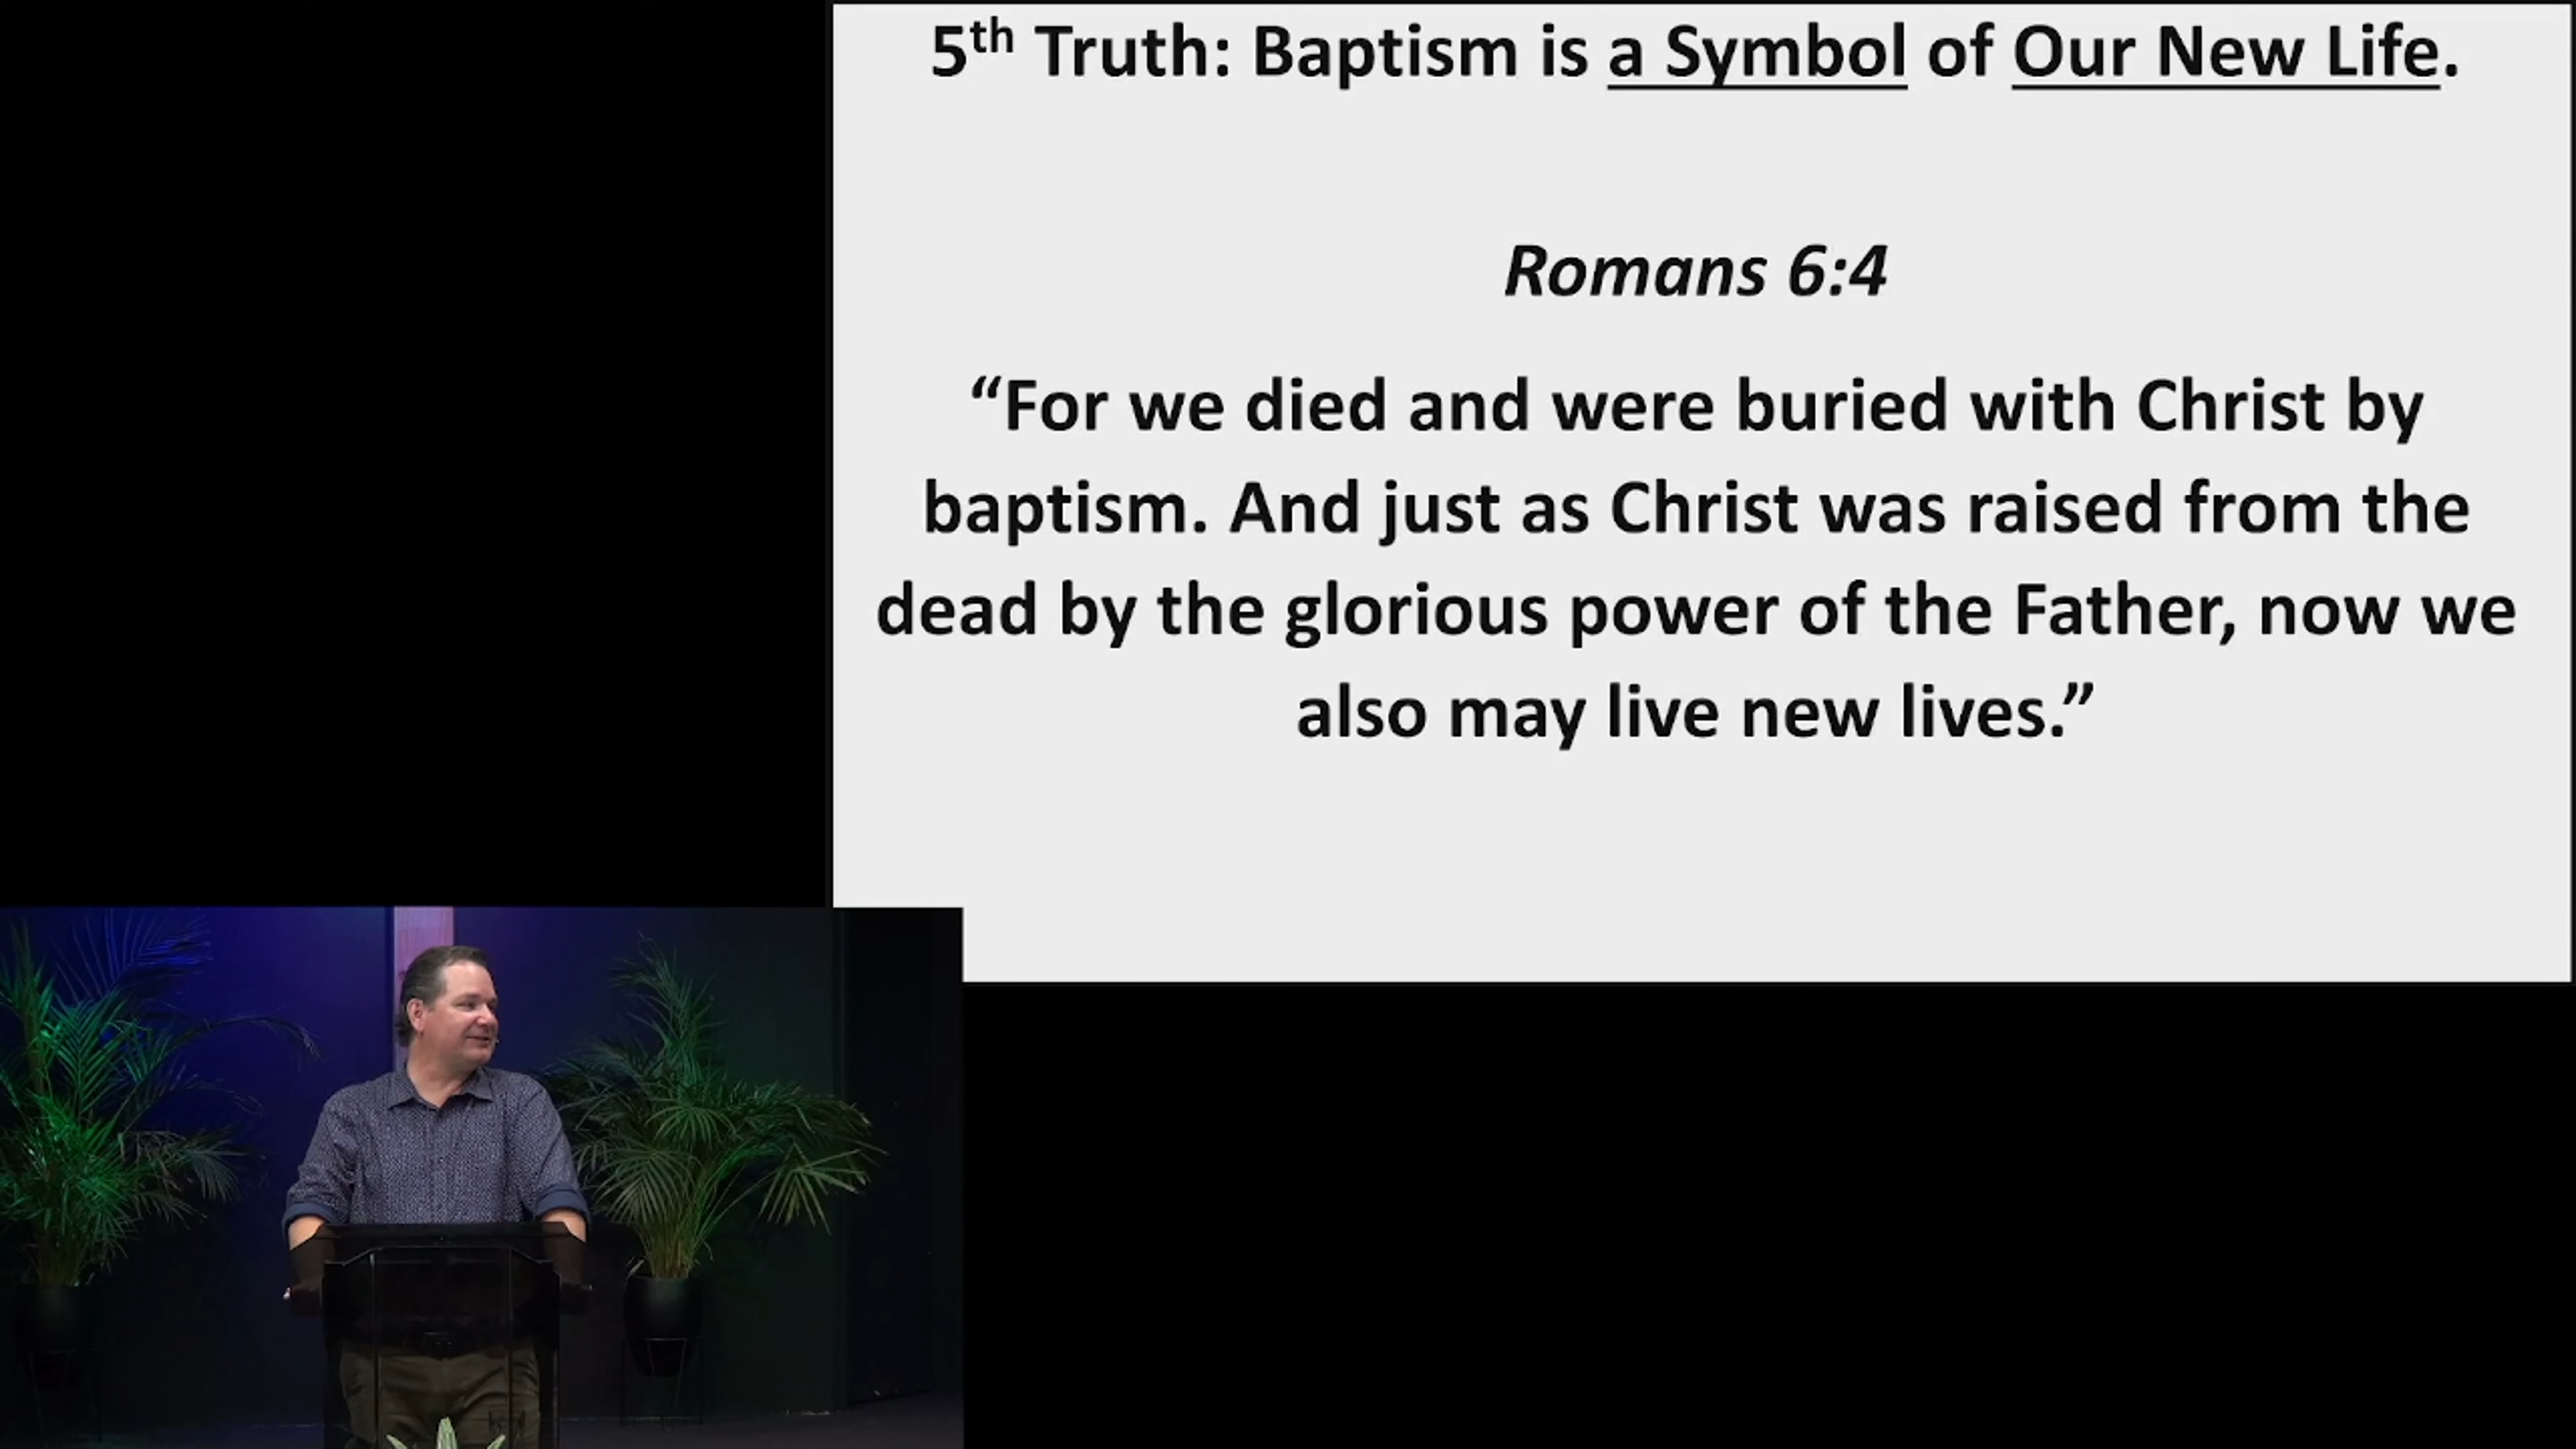 5th Truth: Baptism is a Symbol of Our New Life.
Romans 6:4
“For we died and were buried with Christ by
baptism. And just as Christ was raised from the
dead by the glorious power of the Father, now we
also may live new lives.”